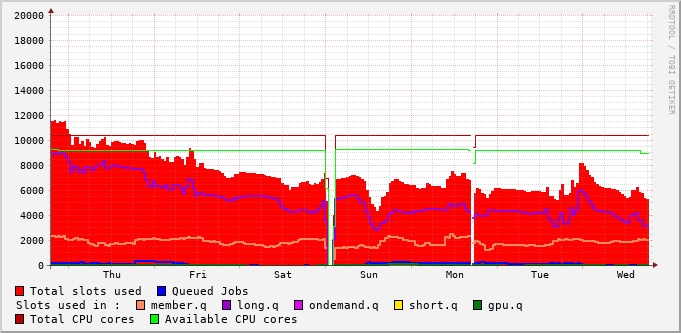 RRDTOOL / TOBI OETIKER
20000
18000
16000
14000
12000
10000
8000
6000
4000
2000
0
Thu Fri Sat Sun Mon Tue Wed
Total slots used Queued Jobs
Slots used in : member.q long.q ondemand.q short.q gpu.q
Total CPU cores Available CPU cores